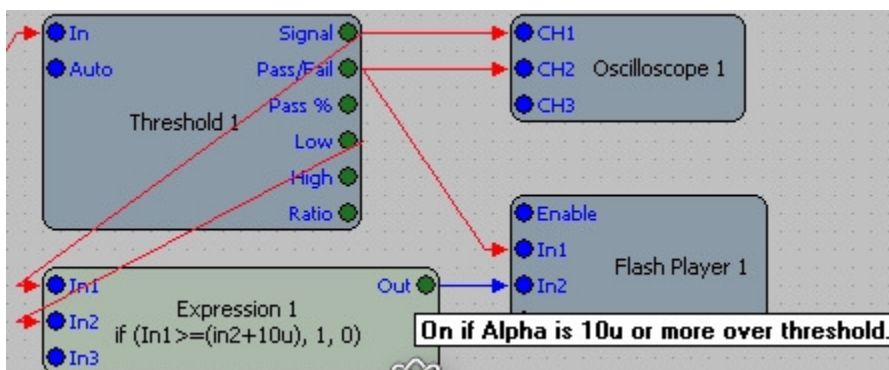 In
Auto
Threshold 1
Signal
Pass/Fail
Pass %
Low
High
Ratio
CH1
CH2
CH3
Oscilloscope 1
Enable
In1
In2
Flash Player 1
In1
In2
In3
Expression 1
if (In1>=(in2+10u), 1, 0)
Out
On if Alpha is 10u or more over threshold.